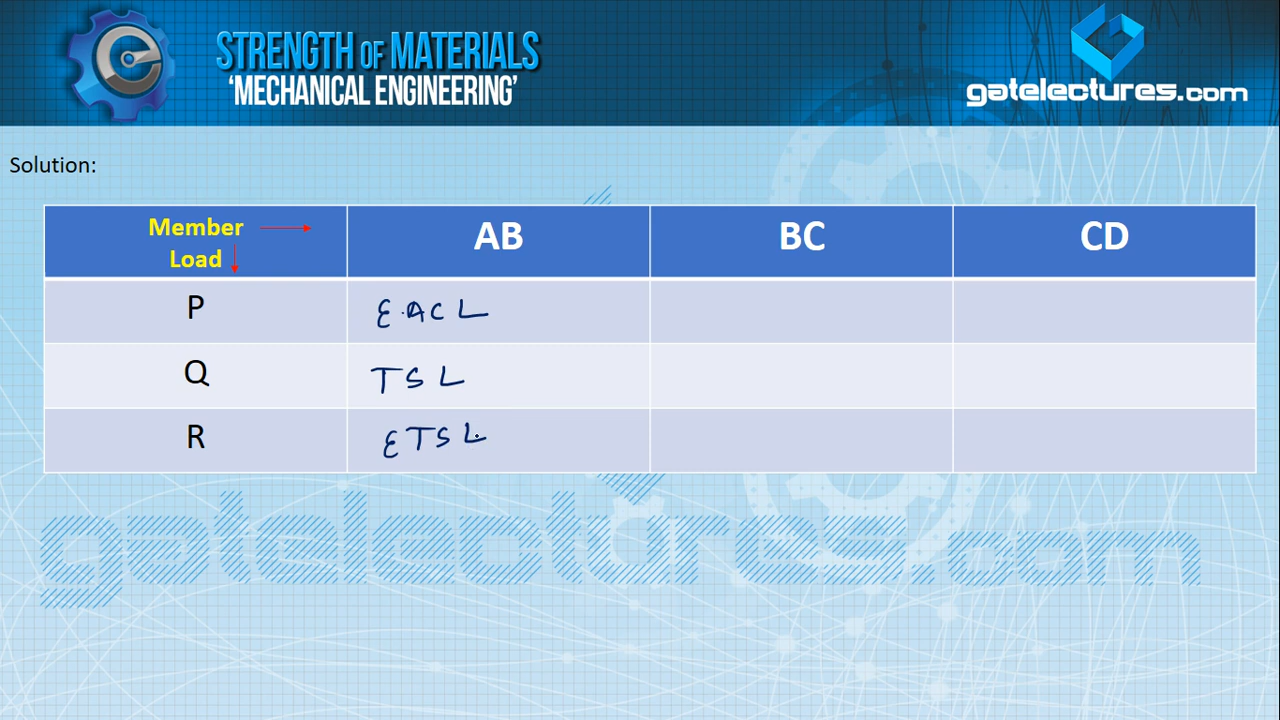 STRENGTH OF MATERIALS
'MECHANICAL ENGINEERING'
gatelectures.com
Solution:
Member
Load
AB
BC
CD
P
E.ACL
Q
TSL
R
ETSL
gatelectures.com